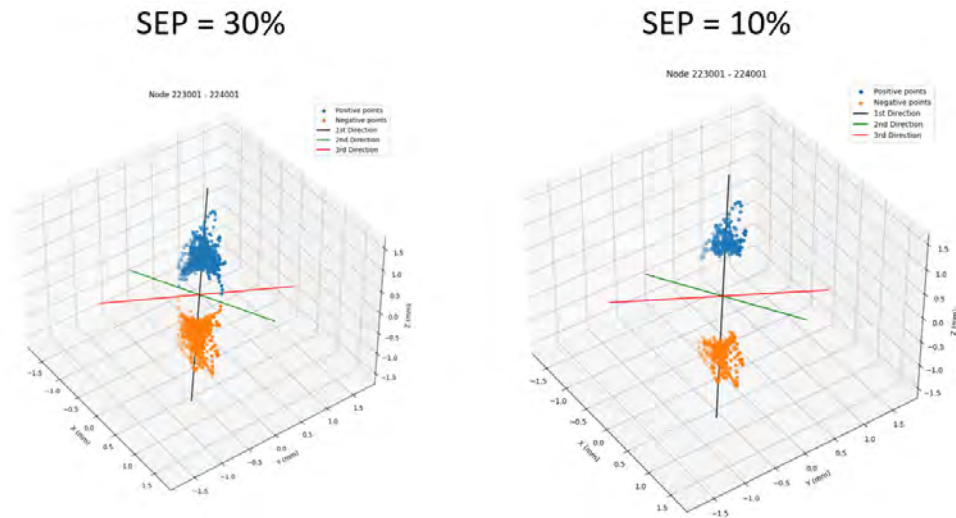 SEP = 30%
Node 223001 - 224001
Positive points
Negative points
1st Direction
2nd Direction
3rd Direction
1.5
1.0
0.5
0.0
−0.5
−1.0
−1.5
Z (mm)
−1.5
−1.0
−0.5
0.0
0.5
1.0
1.5
X (mm)
−1.5
−1.0
−0.5
0.0
0.5
1.0
1.5
Y (mm)
SEP = 10%
Node 223001 - 224001
Positive points
Negative points
1st Direction
2nd Direction
3rd Direction
1.5
1.0
0.5
0.0
−0.5
−1.0
−1.5
Z (mm)
−1.5
−1.0
−0.5
0.0
0.5
1.0
1.5
X (mm)
−1.5
−1.0
−0.5
0.0
0.5
1.0
1.5
Y (mm)